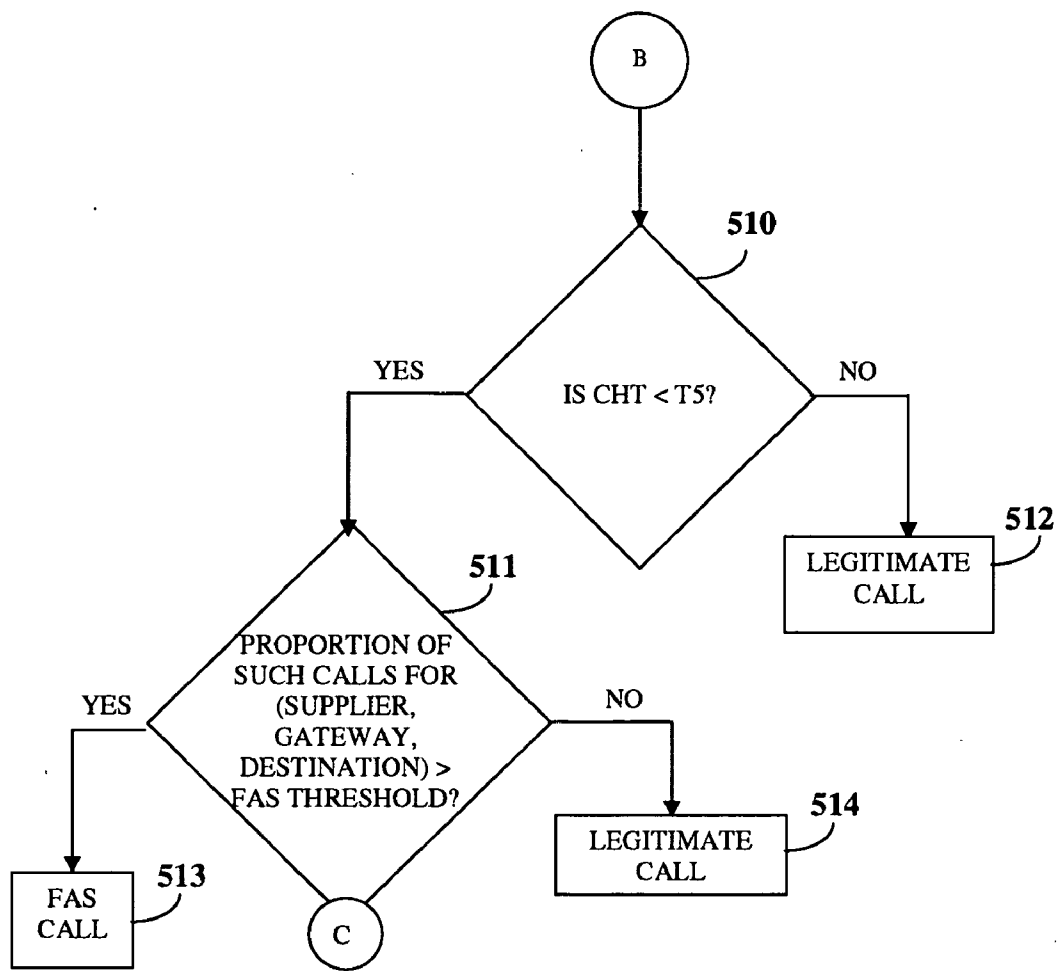 B
510
YES
IS CHT < T5?
NO
512
LEGITIMATE
CALL
511
PROPORTION OF
SUCH CALLS FOR
(SUPPLIER,
GATEWAY,
DESTINATION) >
FAS THRESHOLD?
YES
NO
514
LEGITIMATE
CALL
513
FAS
CALL
C